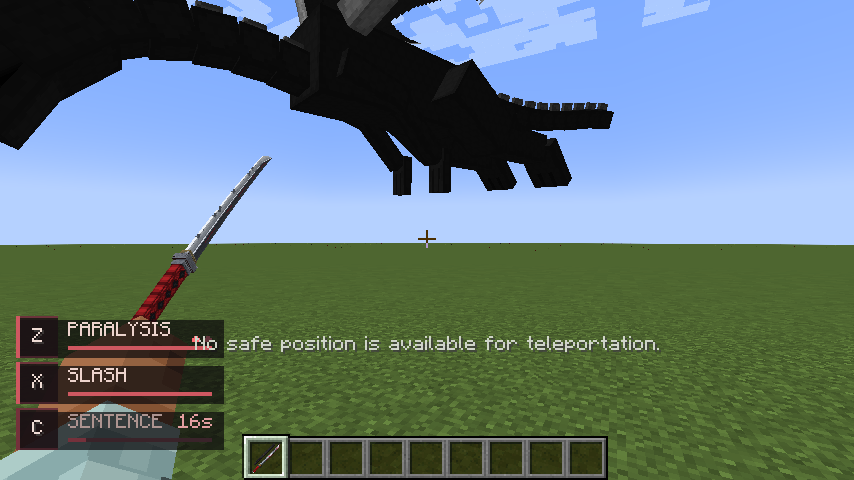 Z PARALYSIS
No safe position is available for teleportation.
X SLASH
C SENTENCE 16s